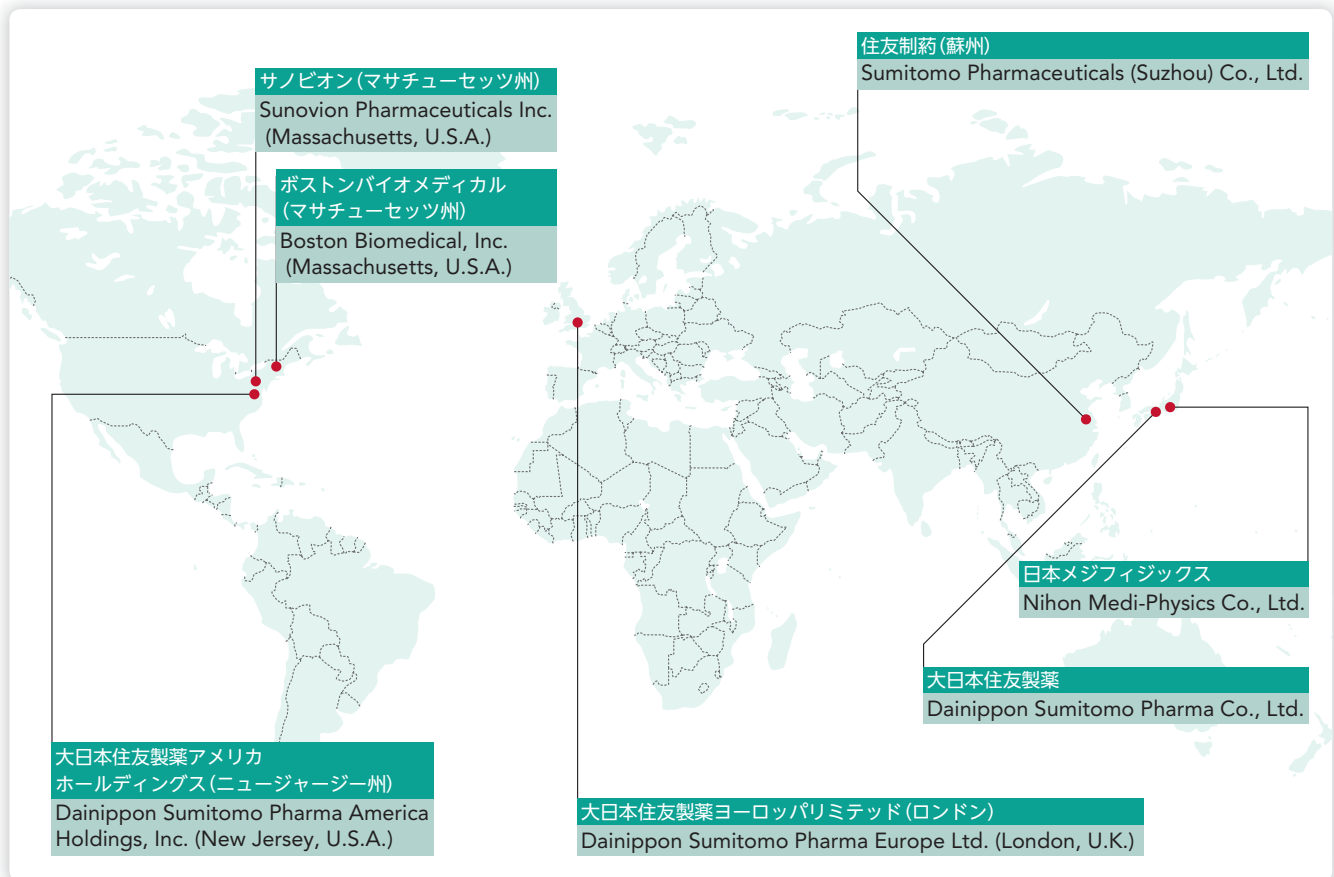 住友制葯(蘇州)
Sumitomo Pharmaceuticals (Suzhou) Co., Ltd.
サノビオン(マサチューセッツ州)
Sunovion Pharmaceuticals Inc.
(Massachusetts, U.S.A.)
ボストンバイオメディカル
(マサチューセッツ州)
Boston Biomedical, Inc.
(Massachusetts, U.S.A.)
日本メジフィジックス
Nihon Medi-Physics Co., Ltd.
大日本住友製薬
Dainippon Sumitomo Pharma Co., Ltd.
大日本住友製薬アメリカ
ホールディングス(ニュージャージー州)
Dainippon Sumitomo Pharma America
Holdings, Inc. (New Jersey, U.S.A.)
大日本住友製薬ヨーロッパリミテッド(ロンドン)
Dainippon Sumitomo Pharma Europe Ltd. (London, U.K.)